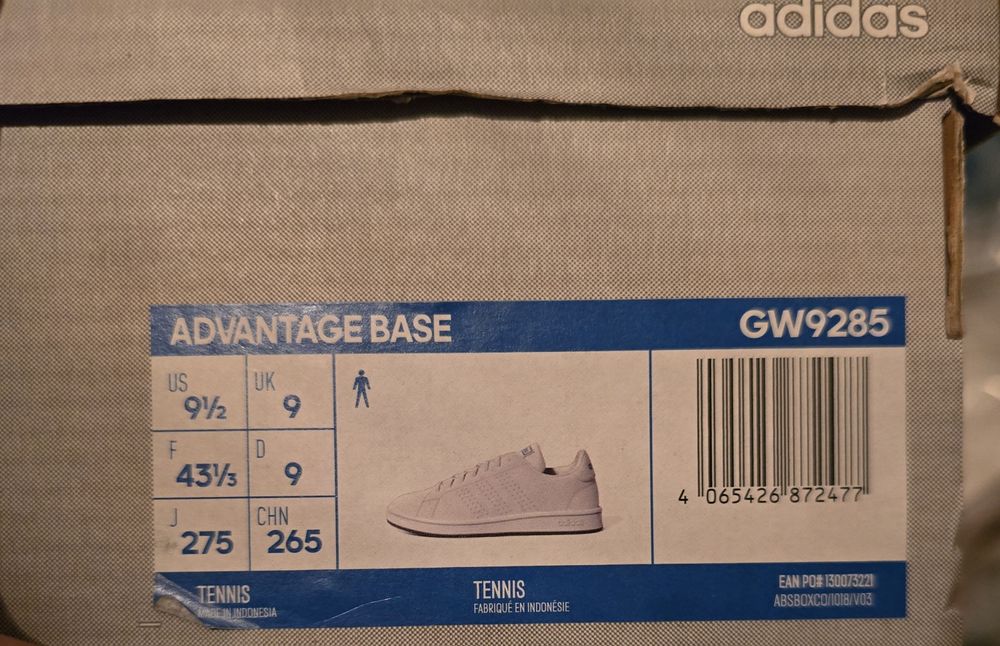 adidas
ADVANTAGE BASE
GW9285
US
9½
UK
9
F
43⅓
D
9
J
275
CHN
265
adidas
4 065426 872477
TENNIS
MADE IN INDONESIA
TENNIS
FABRIQUÉ EN INDONÉSIE
EAN PO# 130073221
ABSBOXCO/1018/V03